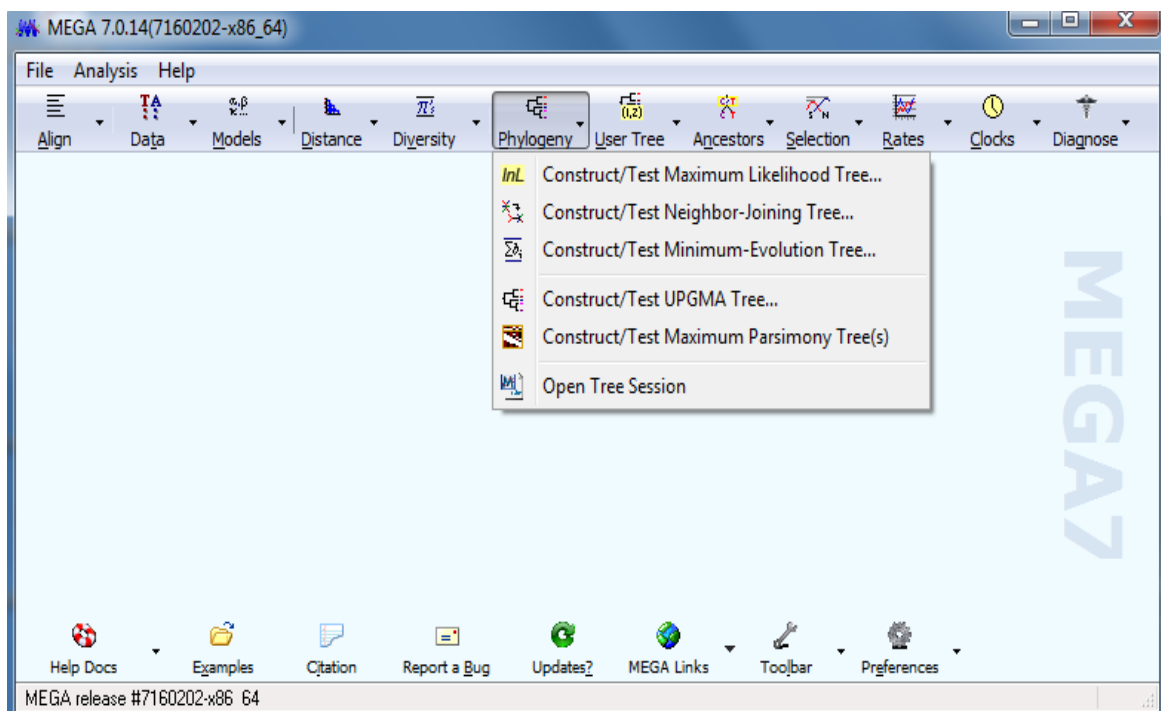 MEGA 7.0.14(7160202-x86_64)
File Analysis Help
Align Data Models Distance Diversity Phylogeny User Tree Ancestors Selection Rates Clocks Diagnose
lnL Construct/Test Maximum Likelihood Tree...
Construct/Test Neighbor-Joining Tree...
Construct/Test Minimum-Evolution Tree...
Construct/Test UPGMA Tree...
Construct/Test Maximum Parsimony Tree(s)
Open Tree Session
MEGA7
Help Docs Examples Citation Report a Bug Updates? MEGA Links Toolbar Preferences
MEGA release #7160202-x86_64